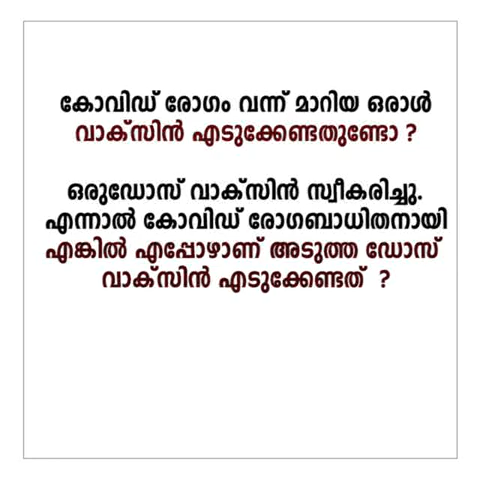 കോവിഡ് രോഗം വന്ന് മാറിയ ഒരാൾ
വാക്സിൻ എടുക്കേണ്ടതുണ്ടോ ?
ഒരുഡോസ് വാക്സിൻ സ്വീകരിച്ചു.
എന്നാൽ കോവിഡ് രോഗബാധിതനായി
എങ്കിൽ എപ്പോഴാണ് അടുത്ത ഡോസ്
വാക്സിൻ എടുക്കേണ്ടത് ?